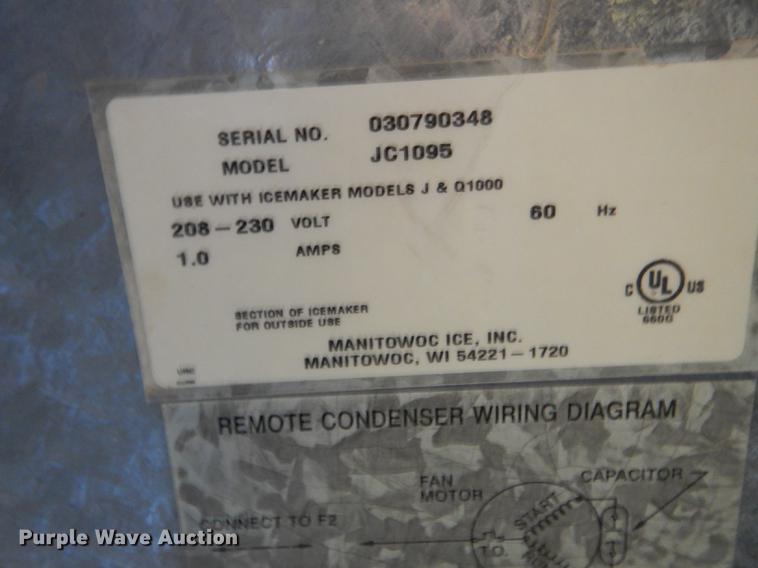 SERIAL NO. 030790348
MODEL JC1095
USE WITH ICEMAKER MODELS J & Q1000
208-230 VOLT 60 Hz
1.0 AMPS
SECTION OF ICEMAKER
FOR OUTSIDE USE
C UL US
LISTED
660G
MANITOWOC ICE, INC.
MANITOWOC, WI 54221-1720
REMOTE CONDENSER WIRING DIAGRAM
FAN
MOTOR
CAPACITOR
START
CONNECT TO F2
T.O.
RUN
Purple Wave Auction